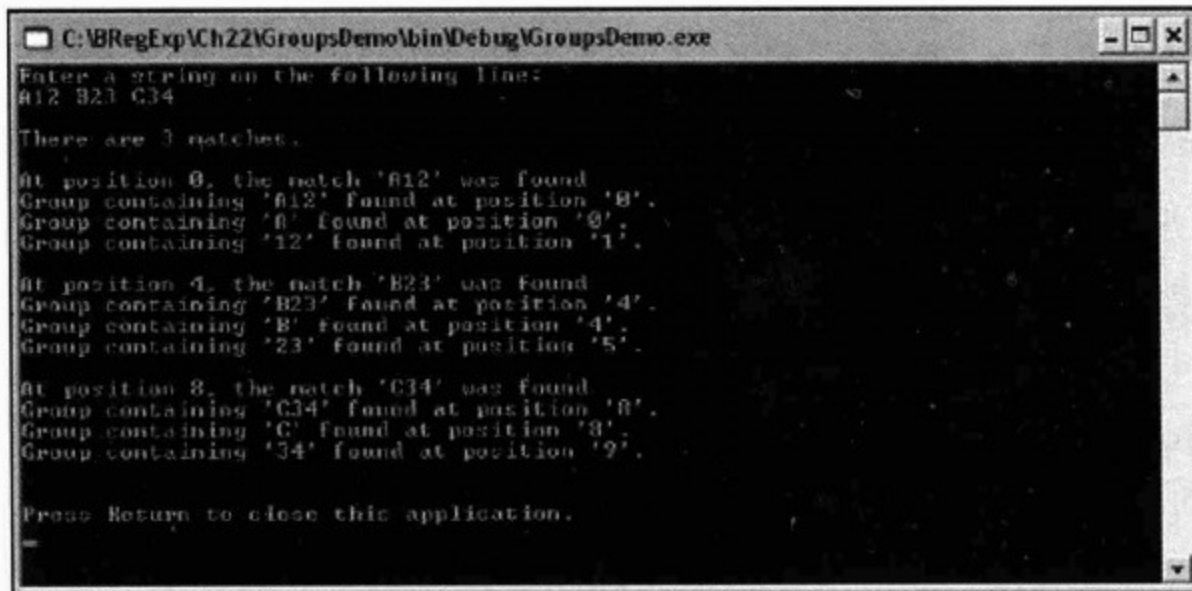 C:\BRegExp\Ch22\GroupsDemo\bin\Debug\GroupsDemo.exe
Enter a string on the following line:
A12 B23 C34
There are 3 matches.
At position 0, the match 'A12' was found
Group containing 'A12' found at position '0'.
Group containing 'A' found at position '0'.
Group containing '12' found at position '1'.
At position 4, the match 'B23' was found
Group containing 'B23' found at position '4'.
Group containing 'B' found at position '4'.
Group containing '23' found at position '5'.
At position 8, the match 'C34' was found
Group containing 'C34' found at position '8'.
Group containing 'C' found at position '8'.
Group containing '34' found at position '9'.
Press Return to close this application.